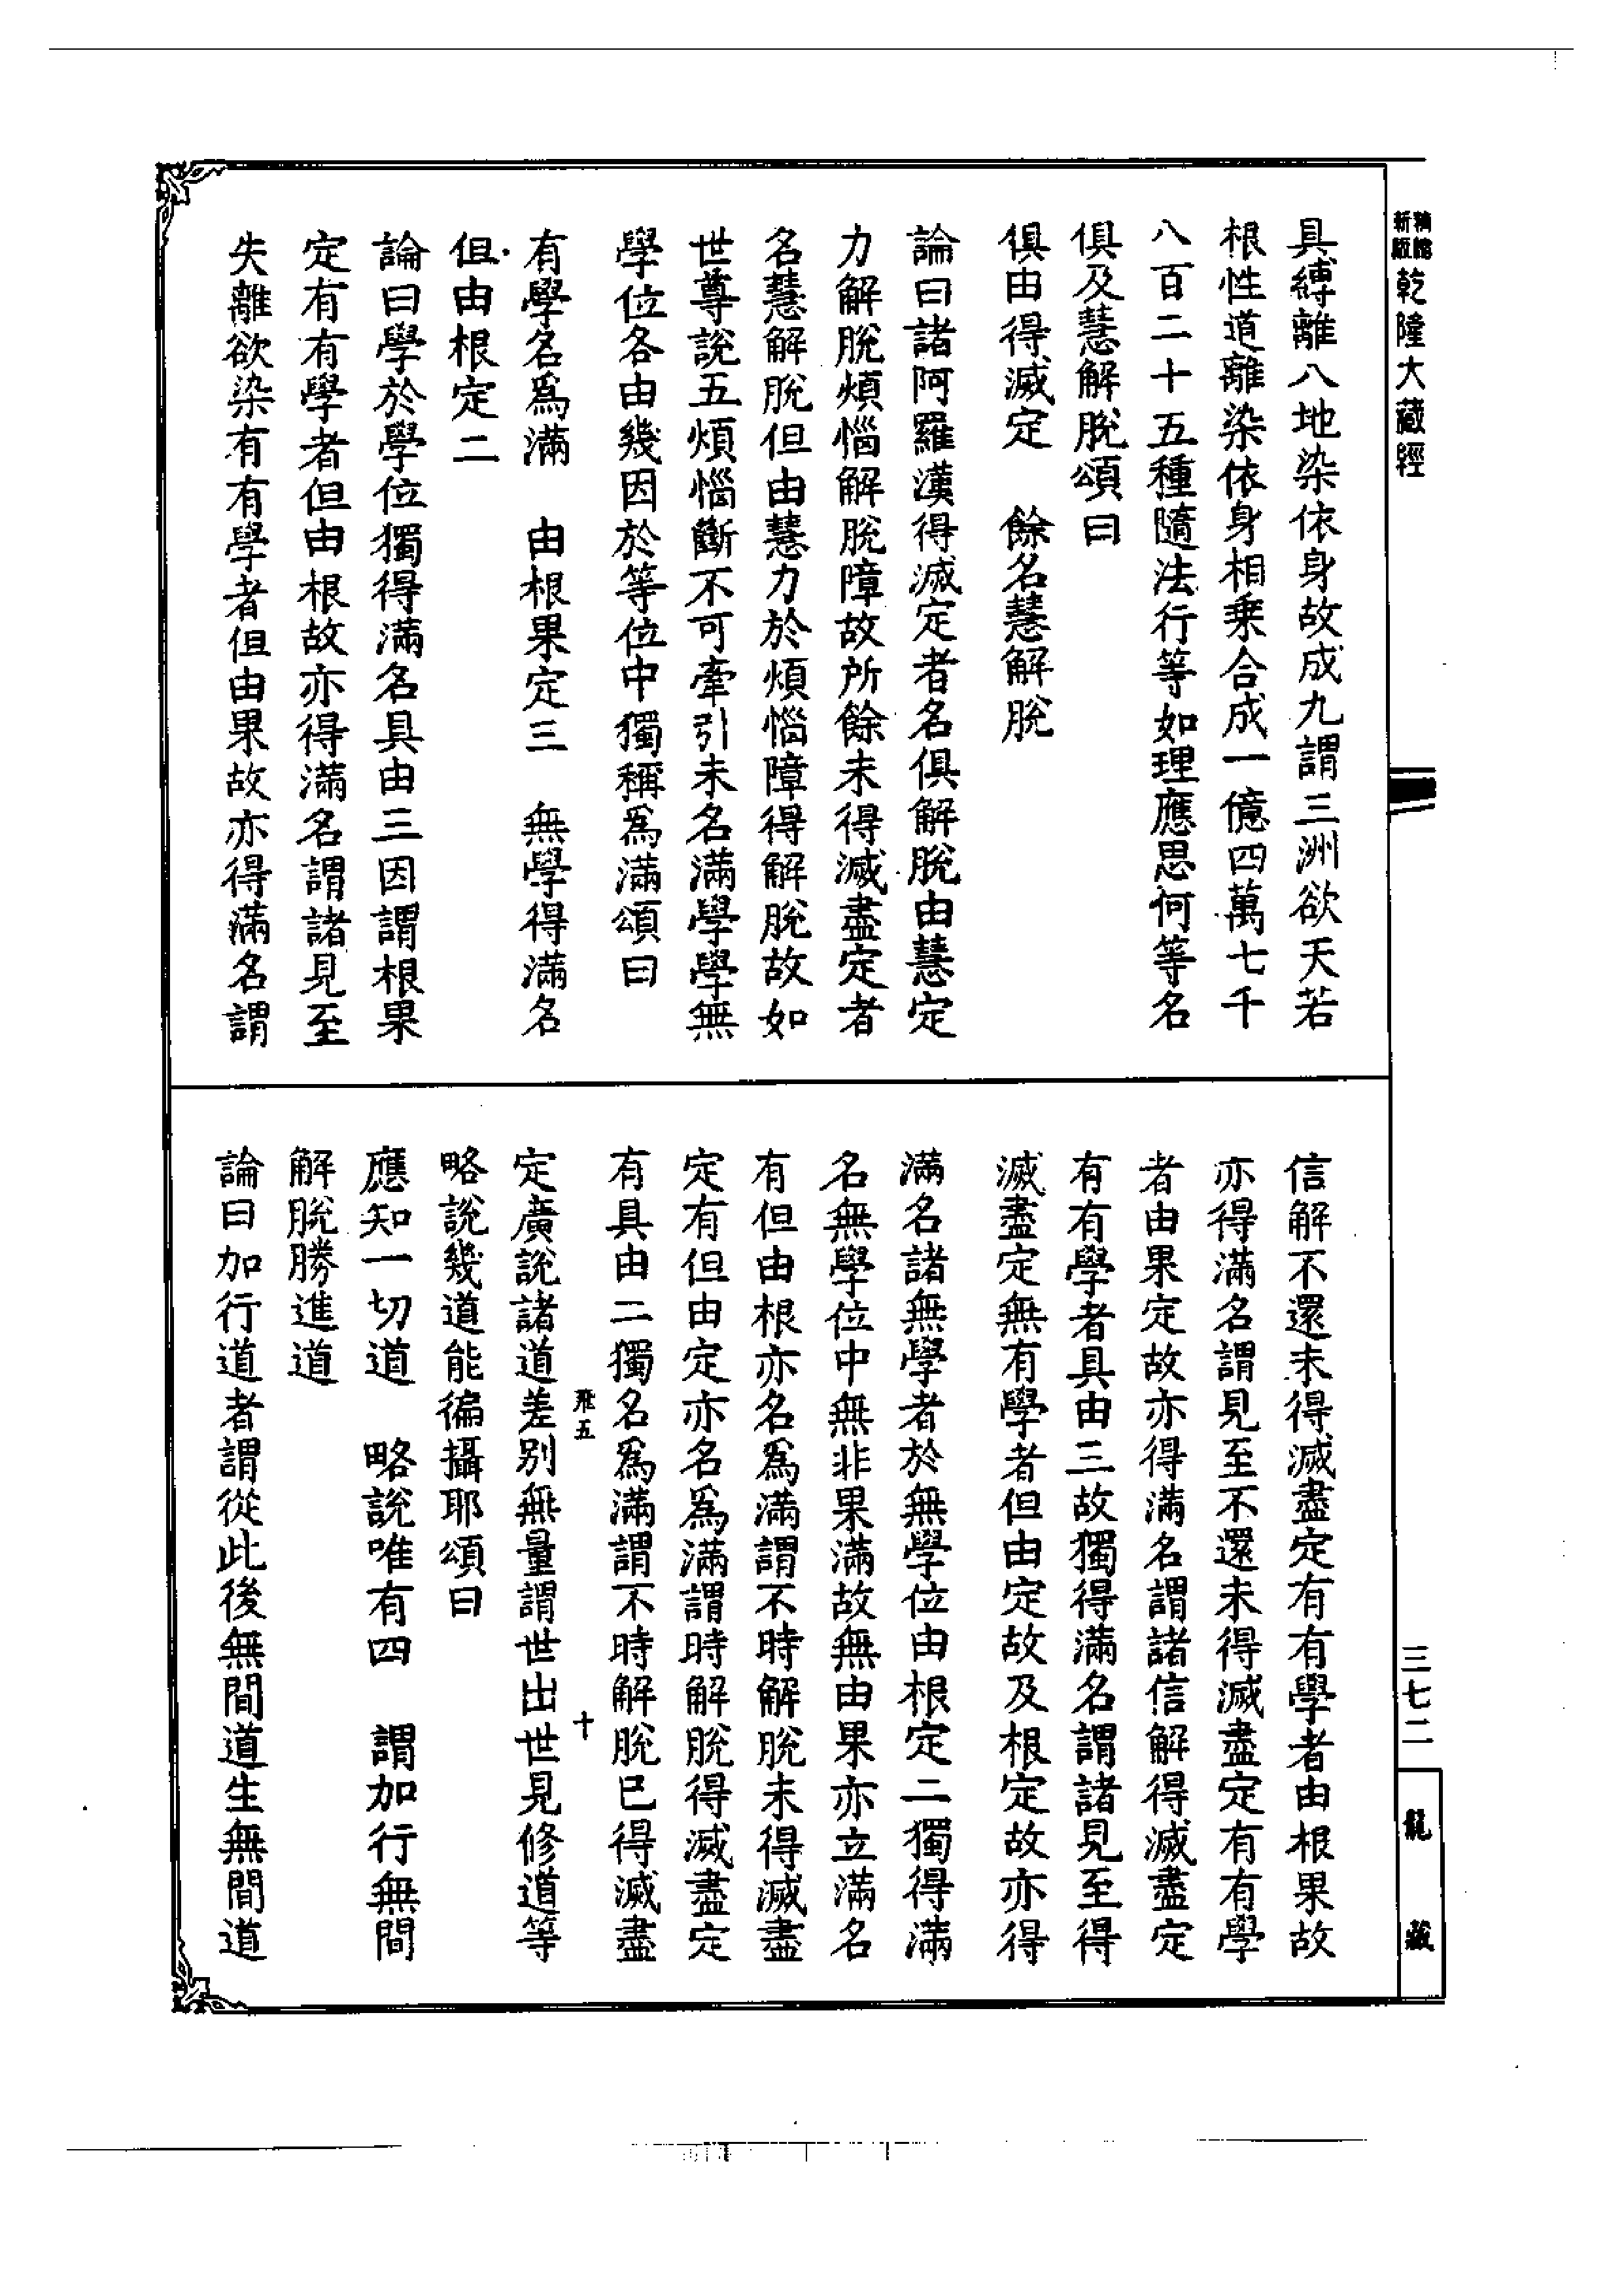 新版
精縮
乾隆大藏經
三七二
龍藏
具縛離八地染依身故成九謂三洲欲天若
根性道離染依身相乘合成一億四萬七千
八百二十五種隨法行等如理應思何等名
俱及慧解脫頌曰
俱由得滅定　餘名慧解脫
論曰諸阿羅漢得滅定者名俱解脫由慧定
力解脫煩惱解脫障故所餘未得滅盡定者
名慧解脫但由慧力於煩惱障得解脫故如
世尊說五煩惱斷不可牽引未名滿學學無
學位各由幾因於等位中獨稱爲滿頌曰
有學名爲滿　由根果定三　無學得滿名
但由根定二
論曰學於學位獨得滿名具由三因謂根果
定有有學者但由根故亦得滿名謂諸見至
失離欲染有有學者但由果故亦得滿名謂
信解不還未得滅盡定有有學者由根果故
亦得滿名謂見至不還未得滅盡定有有學
者由果定故亦得滿名謂諸信解得滅盡定
有有學者具由三故獨得滿名謂諸見至得
滅盡定無有學者但由定故及根定故亦得
滿名諸無學者於無學位由根定二獨得滿
名無學位中無非果滿故無由果亦立滿名
有但由根亦名爲滿謂不時解脫未得滅盡
定有但由定亦名爲滿謂時解脫得滅盡定
有具由二獨名爲滿謂不時解脫已得滅盡
飛五　十
定廣說諸道差别無量謂世出世見修道等
略說幾道能徧攝耶頌曰
應知一切道　略說唯有四　謂加行無間
解脫勝進道
論曰加行道者謂從此後無間道生無間道